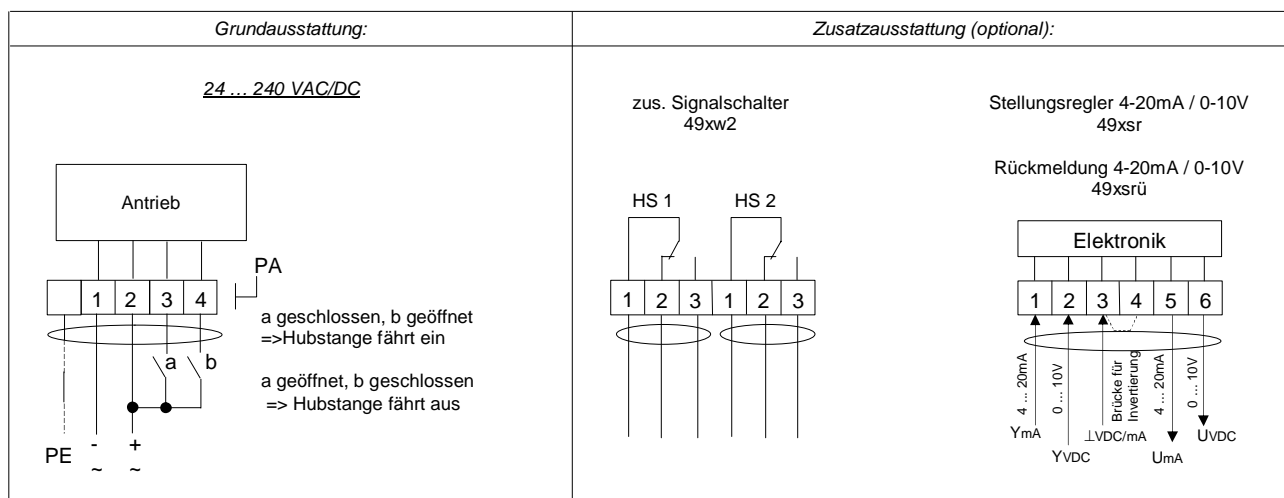 Grundausstattung:
Zusatzausstattung (optional):
24 … 240 VAC/DC
Antrieb
PA
1 2 3 4
a geschlossen, b geöffnet
=>Hubstange fährt ein
a b
a geöffnet, b geschlossen
=> Hubstange fährt aus
PE
- +
~ ~
zus. Signalschalter
49xw2
HS 1 HS 2
1 2 3 1 2 3
Stellungsregler 4-20mA / 0-10V
49xsr
Rückmeldung 4-20mA / 0-10V
49xsrü
Elektronik
1 2 3 4 5 6
4 ... 20mA
0 ... 10V
Brücke für
Invertierung
4 ... 20mA
0 ... 10V
YmA
YVDC
⊥VDC/mA
UmA
UVDC